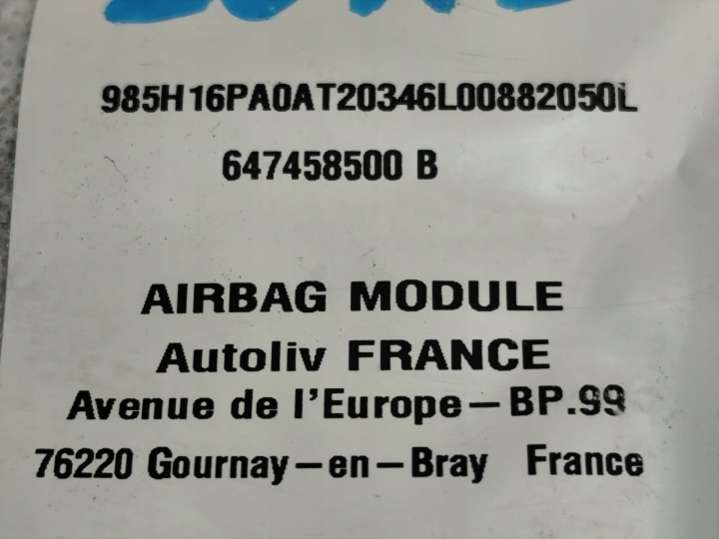 985H16PA0AT20346L00882050L
647458500 B
AIRBAG MODULE
Autoliv FRANCE
Avenue de l'Europe—BP.99
76220 Gournay—en—Bray France